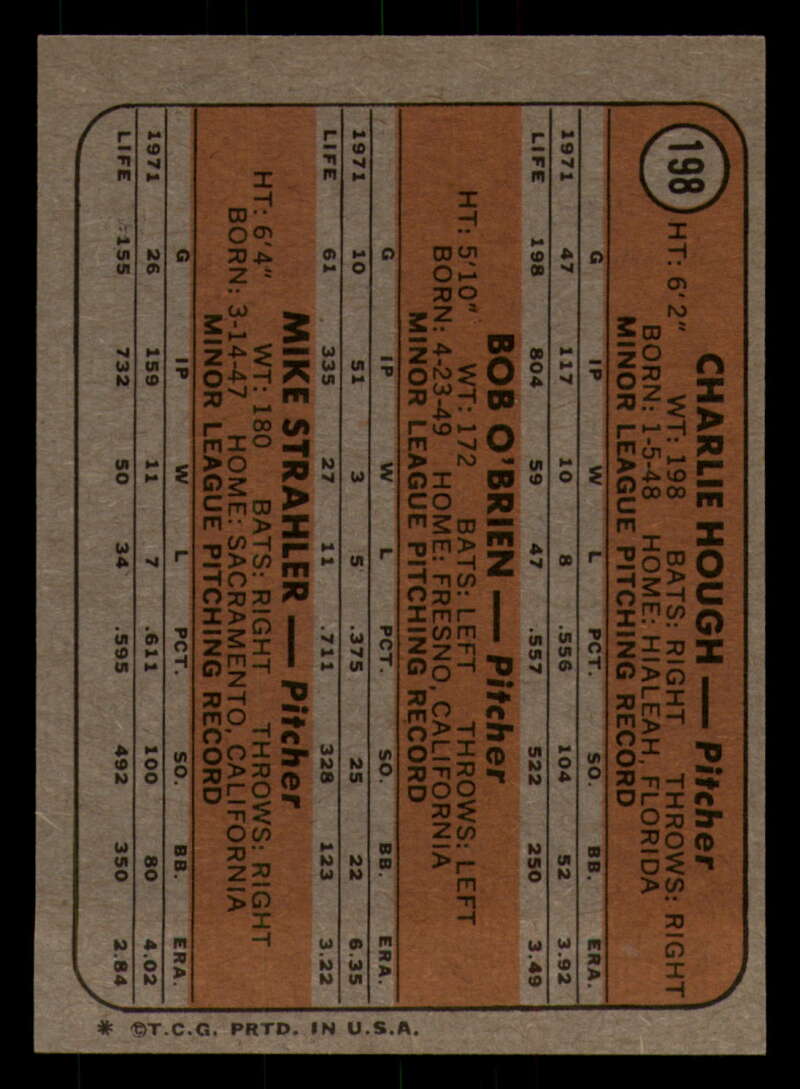 198
CHARLIE HOUGH — Pitcher
HT: 6'2" WT: 198 BATS: RIGHT THROWS: RIGHT
BORN: 1-5-48 HOME: HIALEAH, FLORIDA
MINOR LEAGUE PITCHING RECORD
G IP W L PCT. SO. BB. ERA.
1971 47 117 10 8 .556 104 52 3.92
LIFE 198 804 59 47 .557 522 250 3.49
BOB O'BRIEN — Pitcher
HT: 5'10" WT: 172 BATS: LEFT THROWS: LEFT
BORN: 4-23-49 HOME: FRESNO, CALIFORNIA
MINOR LEAGUE PITCHING RECORD
G IP W L PCT. SO. BB. ERA.
1971 10 51 3 5 .375 25 22 6.35
LIFE 61 335 27 11 .711 328 123 3.22
MIKE STRAHLER — Pitcher
HT: 6'4" WT: 180 BATS: RIGHT THROWS: RIGHT
BORN: 3-14-47 HOME: SACRAMENTO, CALIFORNIA
MINOR LEAGUE PITCHING RECORD
G IP W L PCT. SO. BB. ERA.
1971 26 159 11 7 .611 100 80 4.02
LIFE 155 732 50 34 .595 492 350 2.84
* ©T.C.G. PRTD. IN U.S.A.